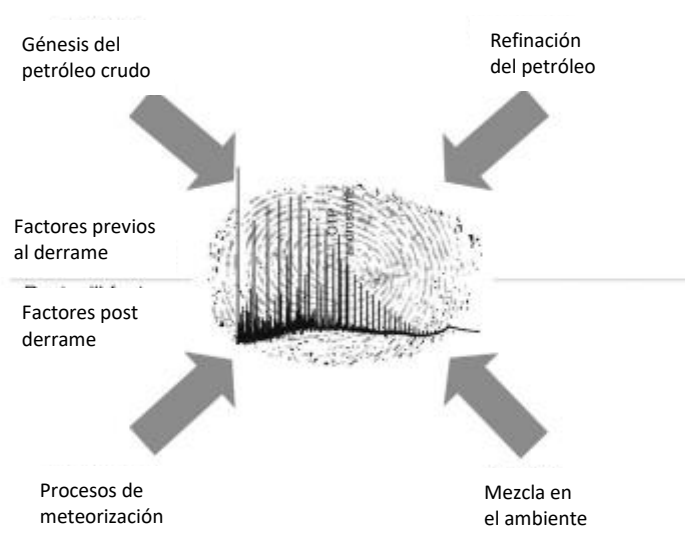 Génesis del
petróleo crudo
Refinación
del petróleo
OTP
Factores previos
al derrame
Factores post
derrame
Procesos de
meteorización
Mezcla en
el ambiente